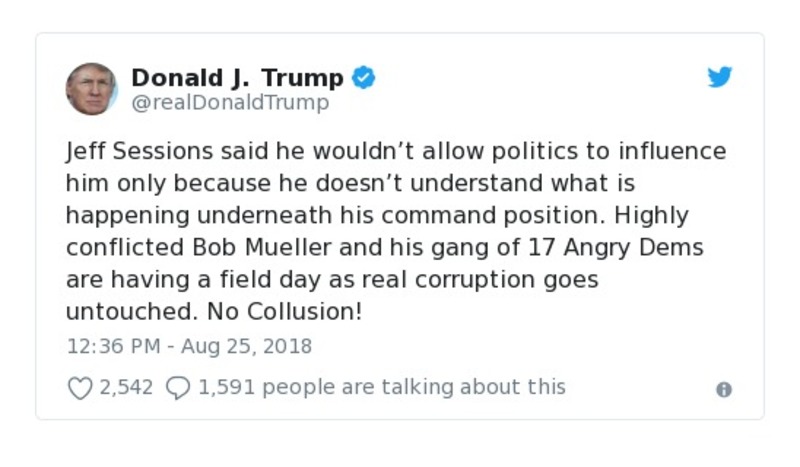 Donald J. Trump
@realDonaldTrump
Jeff Sessions said he wouldn’t allow politics to influence
him only because he doesn’t understand what is
happening underneath his command position. Highly
conflicted Bob Mueller and his gang of 17 Angry Dems
are having a field day as real corruption goes
untouched. No Collusion!
12:36 PM - Aug 25, 2018
2,542 1,591 people are talking about this